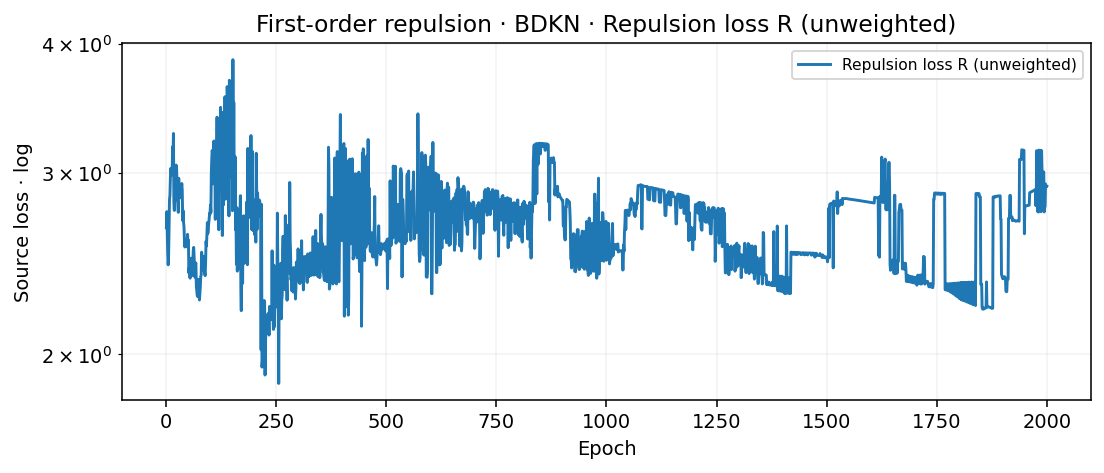 First-order repulsion · BDKN · Repulsion loss R (unweighted)
4 × 10⁰
3 × 10⁰
2 × 10⁰
Source loss · log
Repulsion loss R (unweighted)
0 250 500 750 1000 1250 1500 1750 2000
Epoch